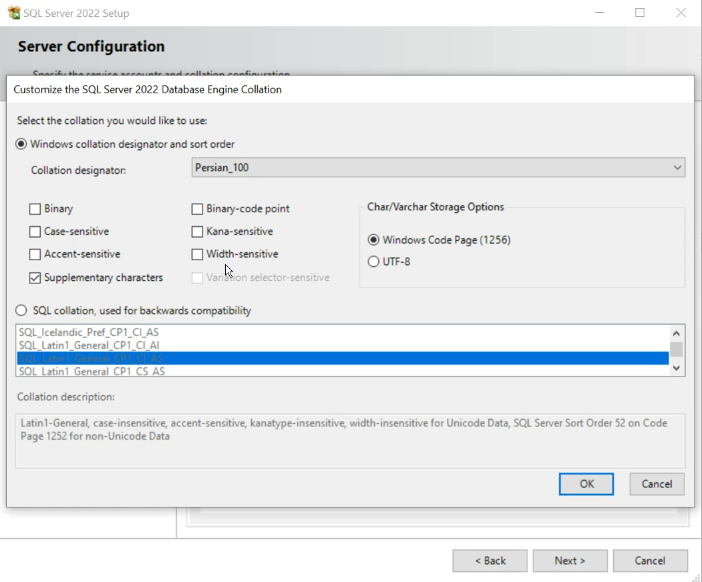 SQL Server 2022 Setup
Server Configuration
Specify the service accounts and collation configuration.
Customize the SQL Server 2022 Database Engine Collation
Select the collation you would like to use:
Windows collation designator and sort order
Collation designator:
Persian_100
Binary
Binary-code point
Char/Varchar Storage Options
Case-sensitive
Kana-sensitive
Windows Code Page (1256)
Accent-sensitive
Width-sensitive
UTF-8
Supplementary characters
Variation selector-sensitive
SQL collation, used for backwards compatibility
SQL_Icelandic_Pref_CP1_CI_AS
SQL_Latin1_General_CP1_CI_AI
SQL_Latin1_General_CP1_CI_AS
SQL_Latin1_General_CP1_CS_AS
Collation description:
Latin1-General, case-insensitive, accent-sensitive, kanatype-insensitive, width-insensitive for Unicode Data, SQL Server Sort Order 52 on Code
Page 1252 for non-Unicode Data
OK
Cancel
< Back
Next >
Cancel